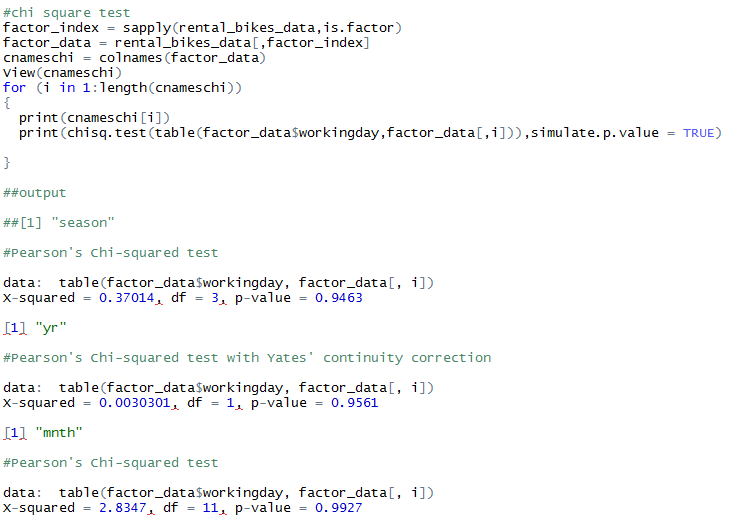 #chi square test
factor_index = sapply(rental_bikes_data,is.factor)
factor_data = rental_bikes_data[,factor_index]
cnameschi = colnames(factor_data)
View(cnameschi)
for (i in 1:length(cnameschi))
{
  print(cnameschi[i])
  print(chisq.test(table(factor_data$workingday,factor_data[,i])),simulate.p.value = TRUE)
}
##output
##[1] "season"
#Pearson's Chi-squared test
data:  table(factor_data$workingday, factor_data[, i])
X-squared = 0.37014, df = 3, p-value = 0.9463
[1] "yr"
#Pearson's Chi-squared test with Yates' continuity correction
data:  table(factor_data$workingday, factor_data[, i])
X-squared = 0.0030301, df = 1, p-value = 0.9561
[1] "mnth"
#Pearson's Chi-squared test
data:  table(factor_data$workingday, factor_data[, i])
X-squared = 2.8347, df = 11, p-value = 0.9927